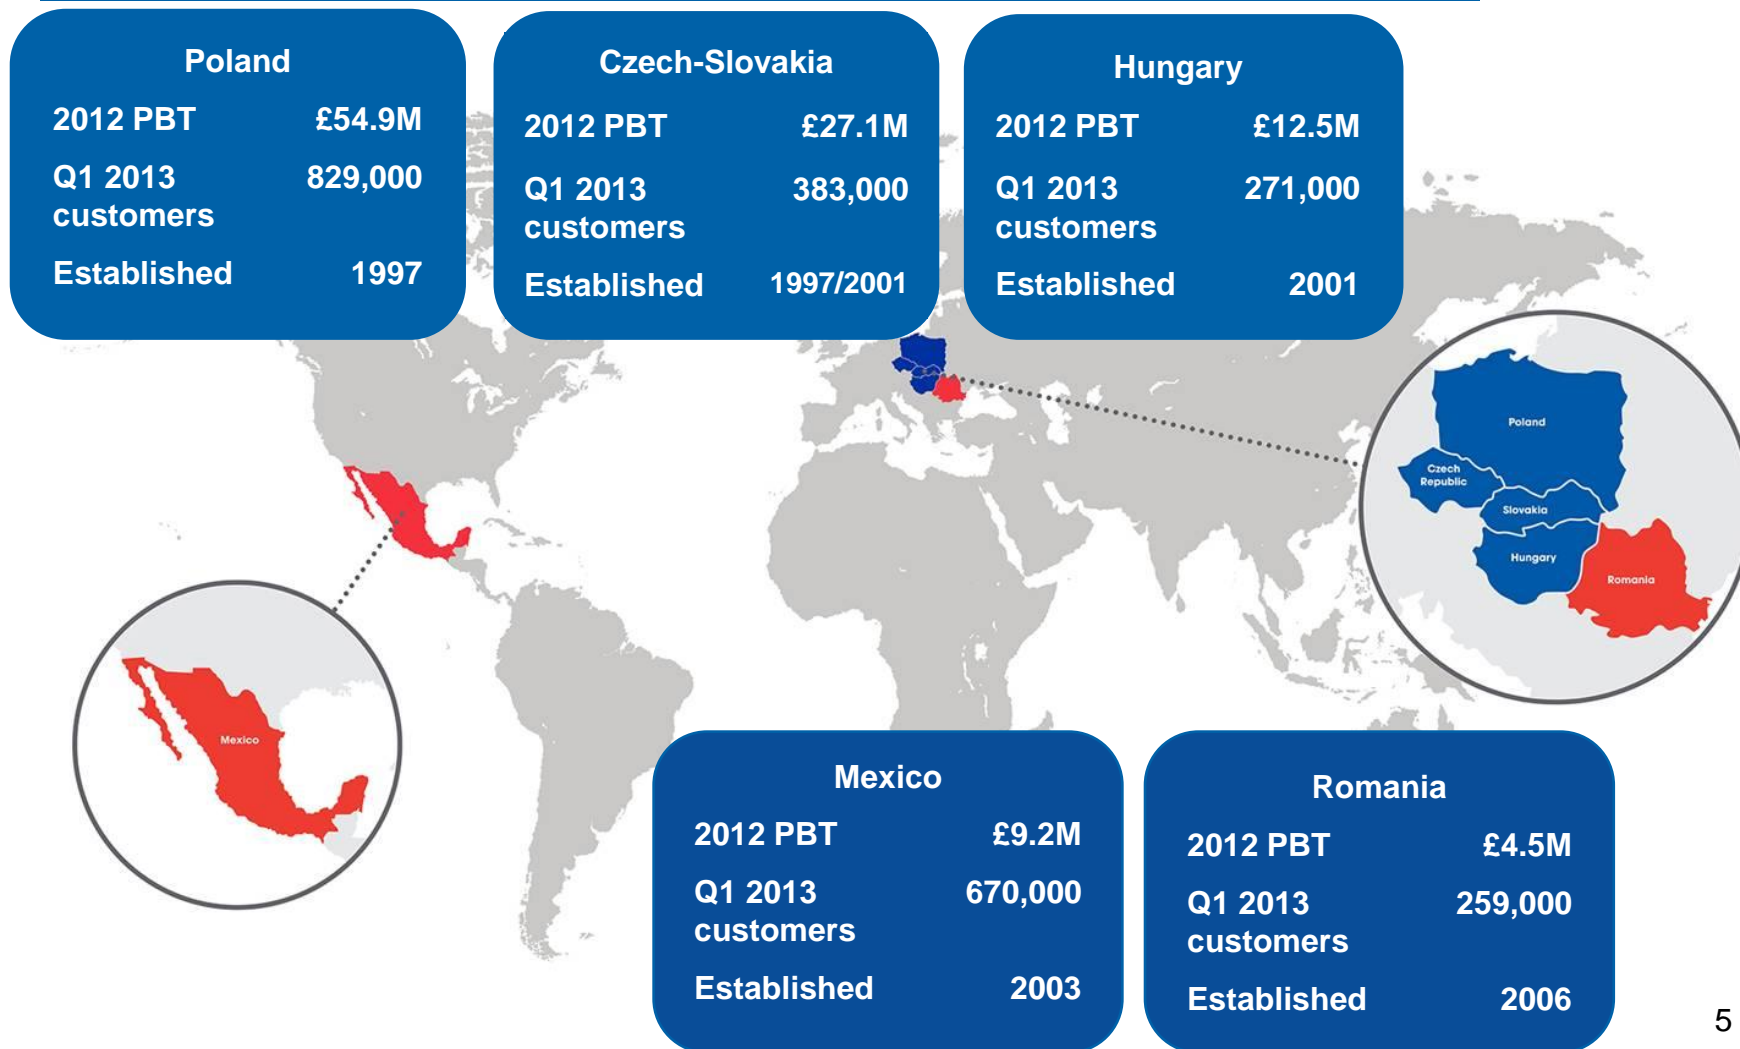 Poland
2012 PBT £54.9M
Q1 2013 829,000
customers
Established 1997
Czech-Slovakia
2012 PBT £27.1M
Q1 2013 383,000
customers
Established 1997/2001
Hungary
2012 PBT £12.5M
Q1 2013 271,000
customers
Established 2001
Poland
Czech
Republic
Slovakia
Hungary
Romania
Mexico
Mexico
2012 PBT £9.2M
Q1 2013 670,000
customers
Established 2003
Romania
2012 PBT £4.5M
Q1 2013 259,000
customers
Established 2006
5